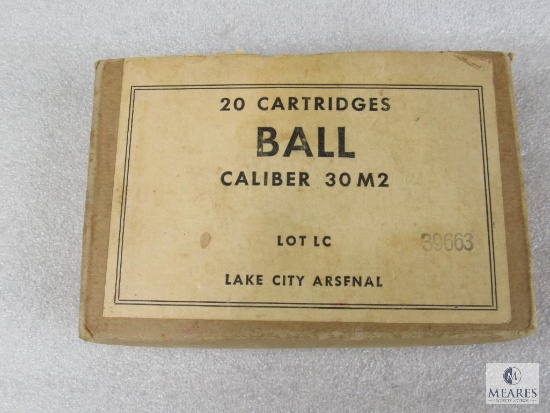 20 CARTRIDGES
BALL
CALIBER 30 M2
LOT LC 39663
LAKE CITY ARSENAL
MEARES